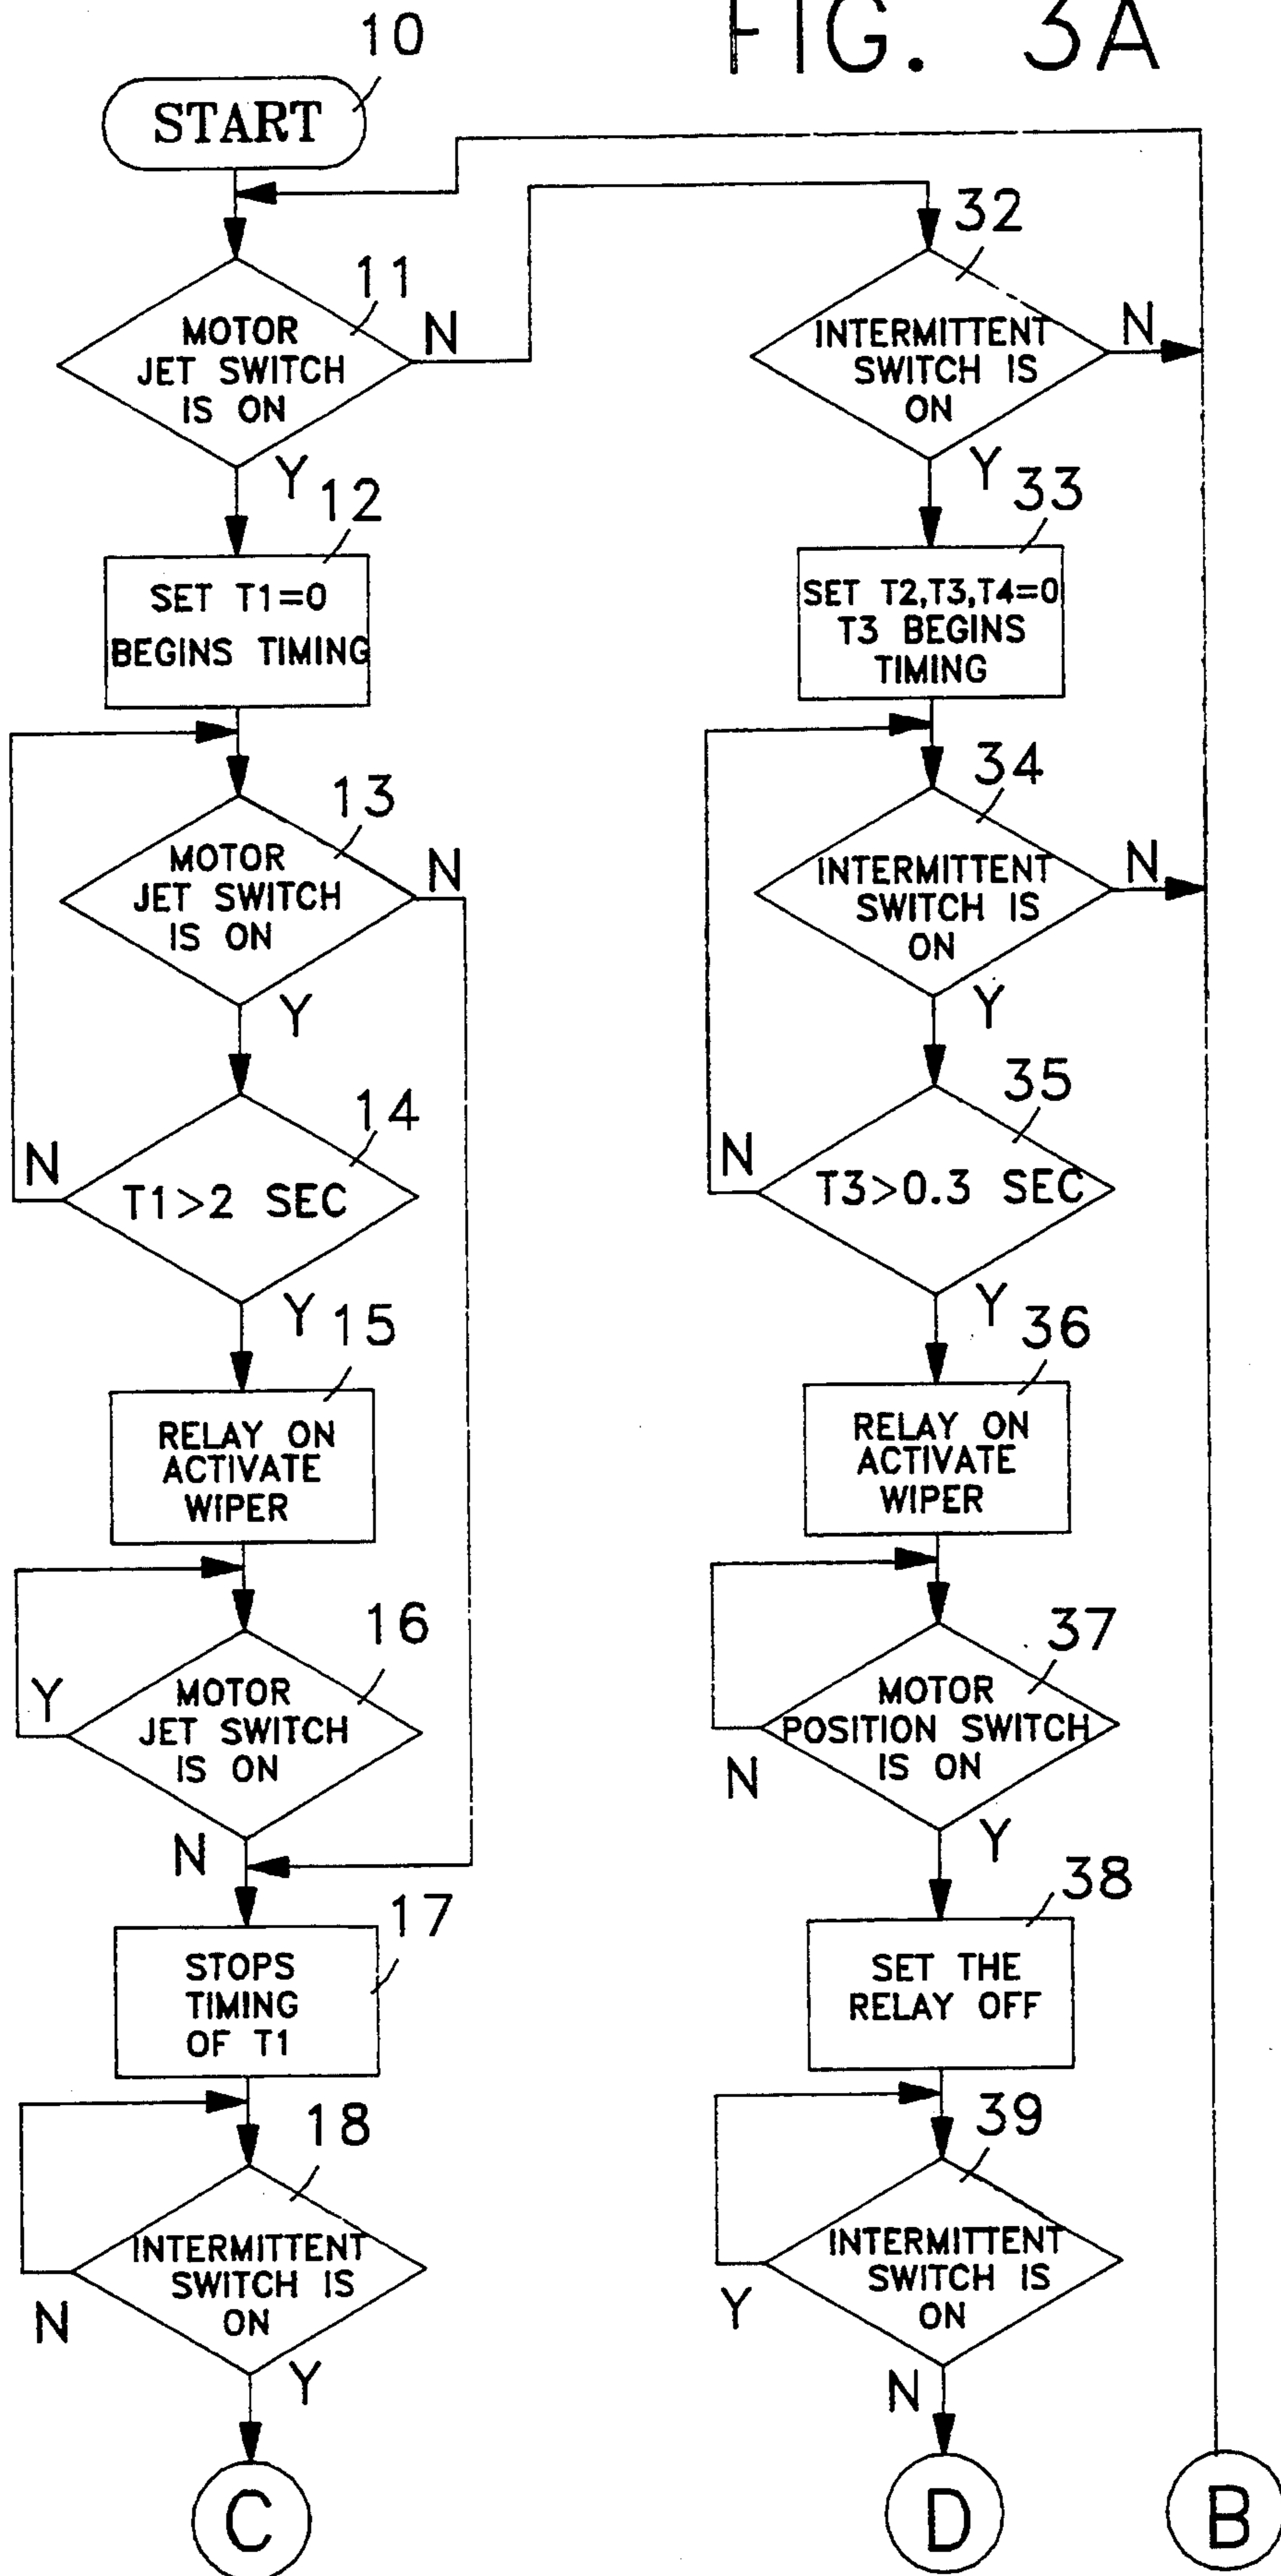 FIG. 3A
10
START
11
MOTOR
JET SWITCH
IS ON
N
Y
12
SET T1=0
BEGINS TIMING
13
MOTOR
JET SWITCH
IS ON
N
Y
14
T1>2 SEC
N
Y
15
RELAY ON
ACTIVATE
WIPER
16
MOTOR
JET SWITCH
IS ON
Y
N
17
STOPS
TIMING
OF T1
18
INTERMITTENT
SWITCH IS
ON
N
Y
C
32
INTERMITTENT
SWITCH IS
ON
N
Y
33
SET T2,T3,T4=0
T3 BEGINS
TIMING
34
INTERMITTENT
SWITCH IS
ON
N
Y
35
T3>0.3 SEC
N
Y
36
RELAY ON
ACTIVATE
WIPER
37
MOTOR
POSITION SWITCH
IS ON
N
Y
38
SET THE
RELAY OFF
39
INTERMITTENT
SWITCH IS
ON
Y
N
D
B